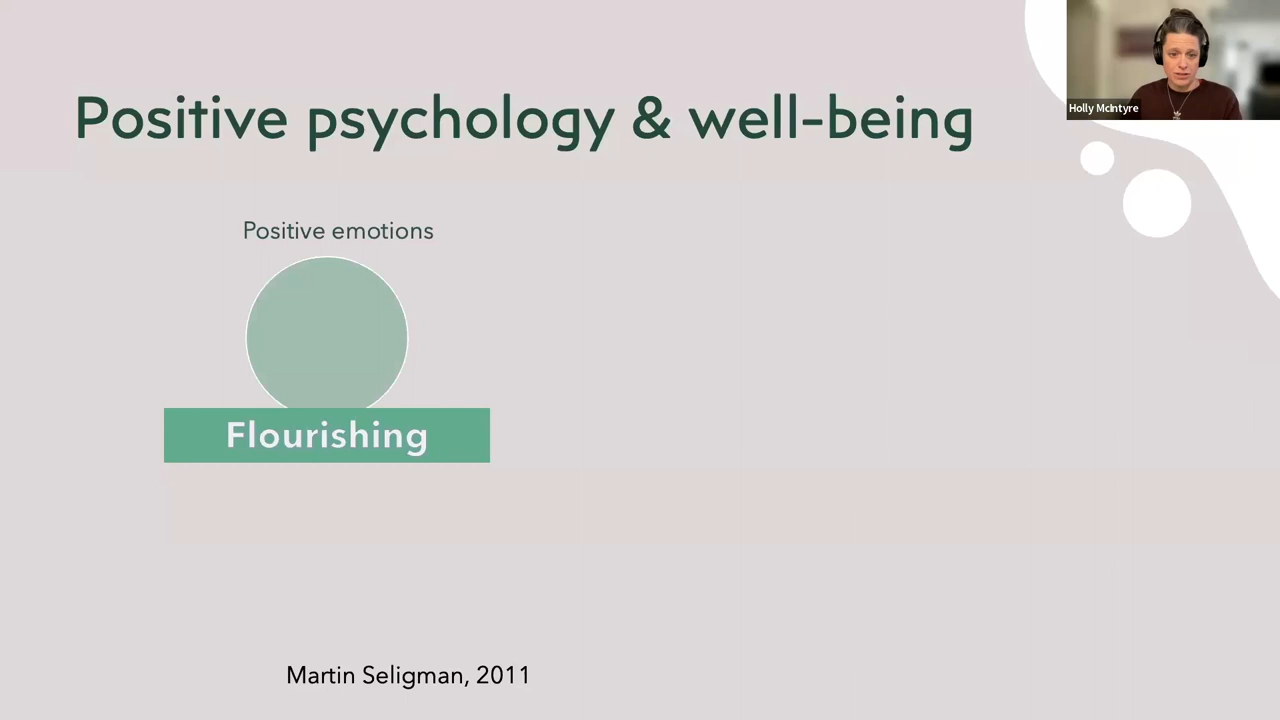 Positive psychology & well-being
Holly McIntyre
Positive emotions
Flourishing
Martin Seligman, 2011